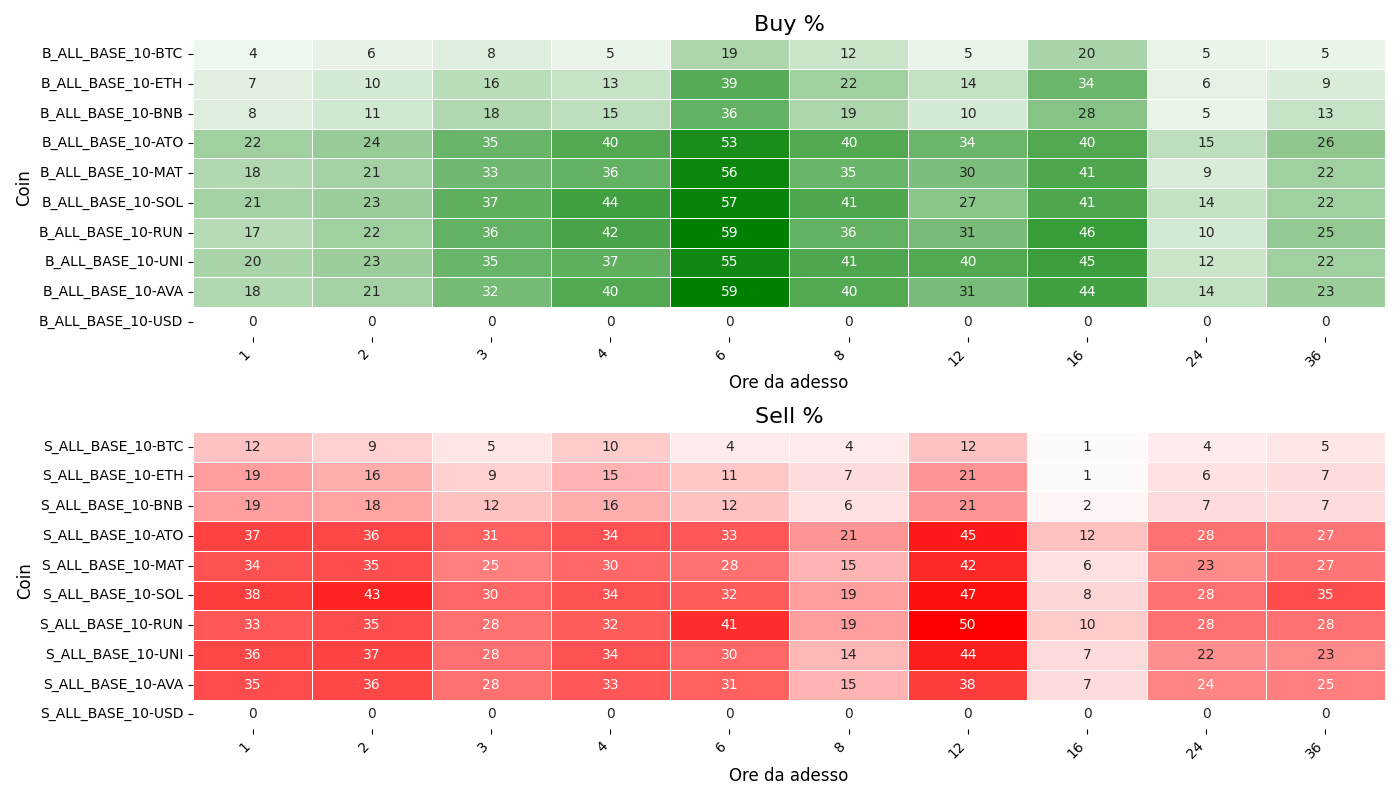 Buy %
Coin
B_ALL_BASE_10-BTC 4 6 8 5 19 12 5 20 5 5
B_ALL_BASE_10-ETH 7 10 16 13 39 22 14 34 6 9
B_ALL_BASE_10-BNB 8 11 18 15 36 19 10 28 5 13
B_ALL_BASE_10-ATO 22 24 35 40 53 40 34 40 15 26
B_ALL_BASE_10-MAT 18 21 33 36 56 35 30 41 9 22
B_ALL_BASE_10-SOL 21 23 37 44 57 41 27 41 14 22
B_ALL_BASE_10-RUN 17 22 36 42 59 36 31 46 10 25
B_ALL_BASE_10-UNI 20 23 35 37 55 41 40 45 12 22
B_ALL_BASE_10-AVA 18 21 32 40 59 40 31 44 14 23
B_ALL_BASE_10-USD 0 0 0 0 0 0 0 0 0 0
1 2 3 4 6 8 12 16 24 36
Ore da adesso
Sell %
Coin
S_ALL_BASE_10-BTC 12 9 5 10 4 4 12 1 4 5
S_ALL_BASE_10-ETH 19 16 9 15 11 7 21 1 6 7
S_ALL_BASE_10-BNB 19 18 12 16 12 6 21 2 7 7
S_ALL_BASE_10-ATO 37 36 31 34 33 21 45 12 28 27
S_ALL_BASE_10-MAT 34 35 25 30 28 15 42 6 23 27
S_ALL_BASE_10-SOL 38 43 30 34 32 19 47 8 28 35
S_ALL_BASE_10-RUN 33 35 28 32 41 19 50 10 28 28
S_ALL_BASE_10-UNI 36 37 28 34 30 14 44 7 22 23
S_ALL_BASE_10-AVA 35 36 28 33 31 15 38 7 24 25
S_ALL_BASE_10-USD 0 0 0 0 0 0 0 0 0 0
1 2 3 4 6 8 12 16 24 36
Ore da adesso